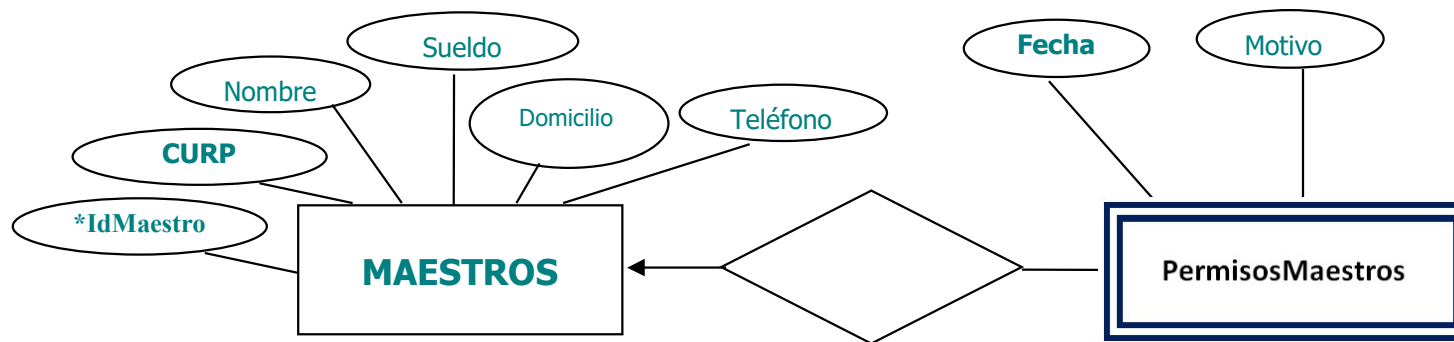 Sueldo
Fecha
Motivo
Nombre
Domicilio
Teléfono
CURP
*IdMaestro
MAESTROS
PermisosMaestros